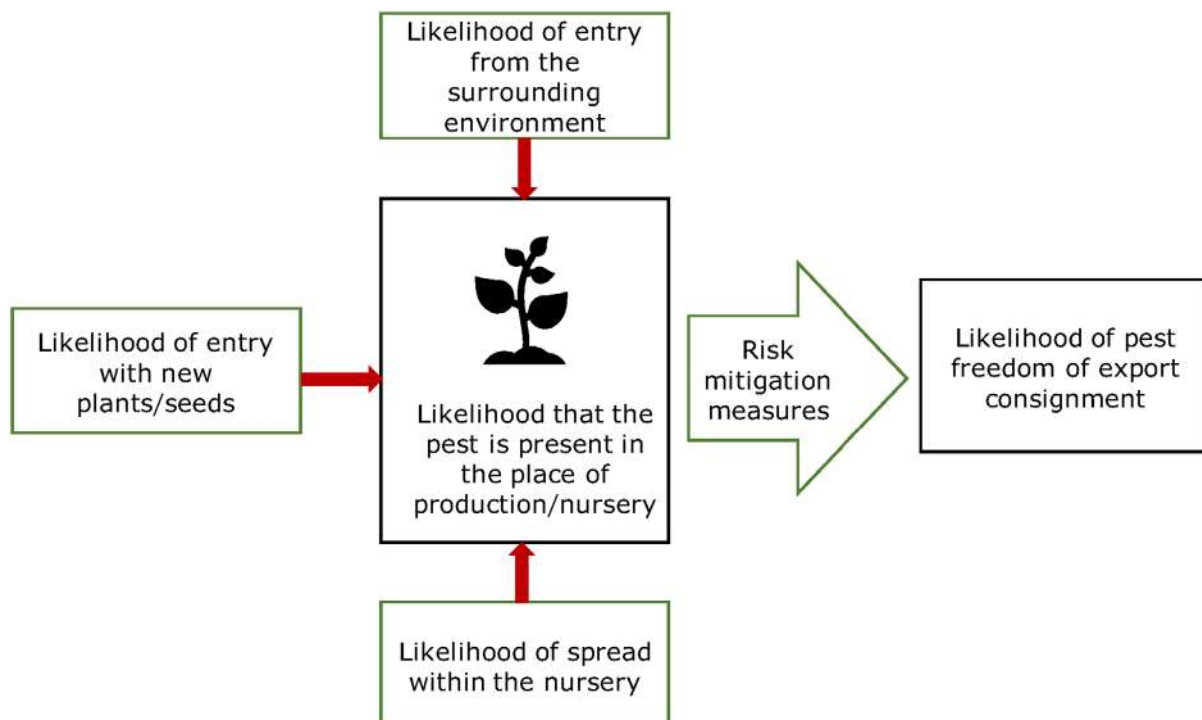 Likelihood of entry
from the
surrounding
environment
Likelihood of entry
with new
plants/seeds
Likelihood that the
pest is present in
the place of
production/nursery
Risk
mitigation
measures
Likelihood of pest
freedom of export
consignment
Likelihood of spread
within the nursery